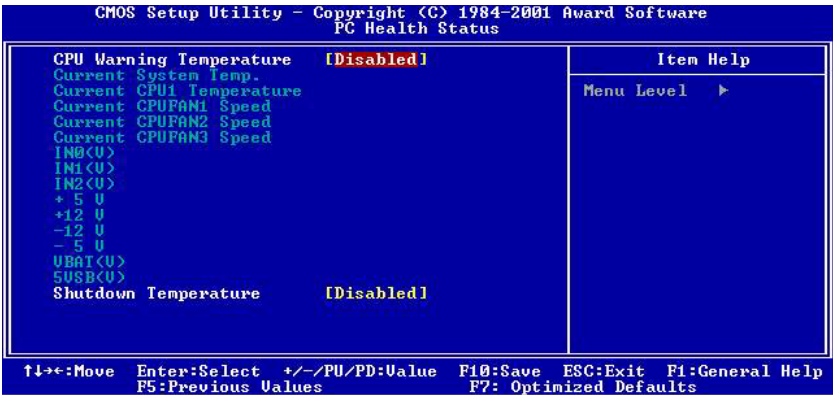 CMOS Setup Utility - Copyright (C) 1984-2001 Award Software
PC Health Status
CPU Warning Temperature [Disabled]
Current System Temp.
Current CPU1 Temperature
Current CPUFAN1 Speed
Current CPUFAN2 Speed
Current CPUFAN3 Speed
IN0(V)
IN1(V)
IN2(V)
+ 5 V
+12 V
-12 V
- 5 V
VBAT(V)
5VSB(V)
Shutdown Temperature [Disabled]
Item Help
Menu Level ▶
↑↓→←:Move Enter:Select +/-/PU/PD:Value F10:Save ESC:Exit F1:General Help
F5:Previous Values F7: Optimized Defaults